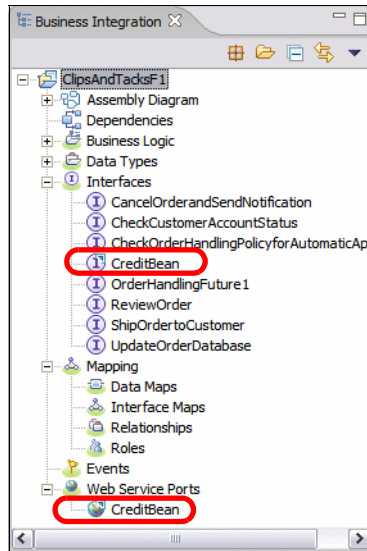 Business Integration
ClipsAndTacksF1
Assembly Diagram
Dependencies
Business Logic
Data Types
Interfaces
CancelOrderandSendNotification
CheckCustomerAccountStatus
CheckOrderHandlingPolicyforAutomaticAp
CreditBean
OrderHandlingFuture1
ReviewOrder
ShipOrdertoCustomer
UpdateOrderDatabase
Mapping
Data Maps
Interface Maps
Relationships
Roles
Events
Web Service Ports
CreditBean